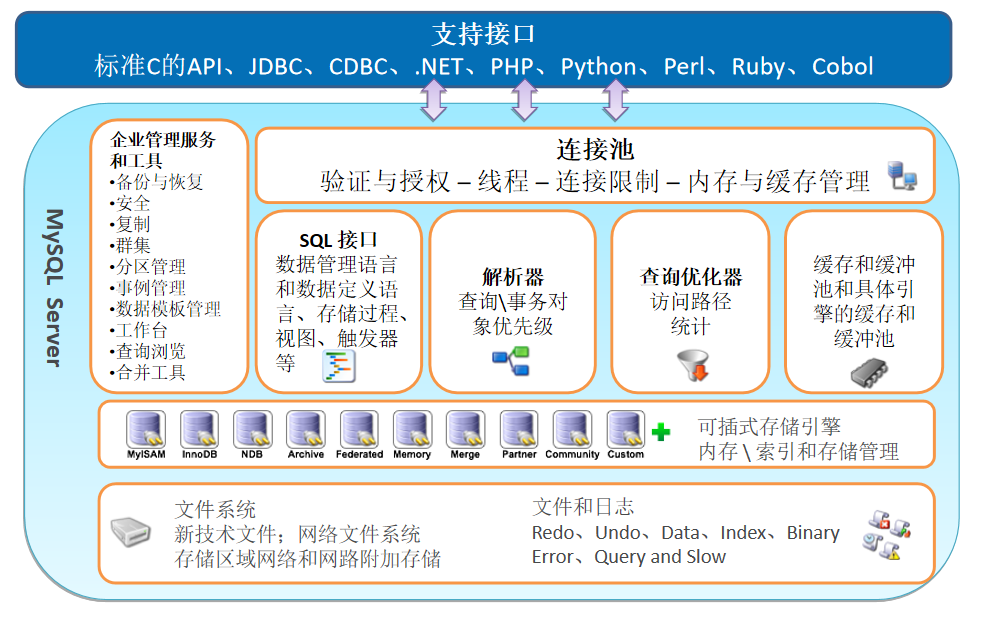 支持接口
标准C的API、JDBC、CDBC、.NET、PHP、Python、Perl、Ruby、Cobol
MySQL Server
企业管理服务
和工具
•备份与恢复
•安全
•复制
•群集
•分区管理
•事例管理
•数据模板管理
•工作台
•查询浏览
•合并工具
连接池
验证与授权 – 线程 – 连接限制 – 内存与缓存管理
SQL 接口
数据管理语言
和数据定义语
言、存储过程、
视图、触发器
等
解析器
查询\事务对
象优先级
查询优化器
访问路径
统计
缓存和缓冲
池和具体引
擎的缓存和
缓冲池
MyISAM InnoDB NDB Archive Federated Memory Merge Partner Community Custom
可插式存储引擎
内存 \ 索引和存储管理
文件系统
新技术文件；网络文件系统
存储区域网络和网路附加存储
文件和日志
Redo、Undo、Data、Index、Binary
Error、Query and Slow